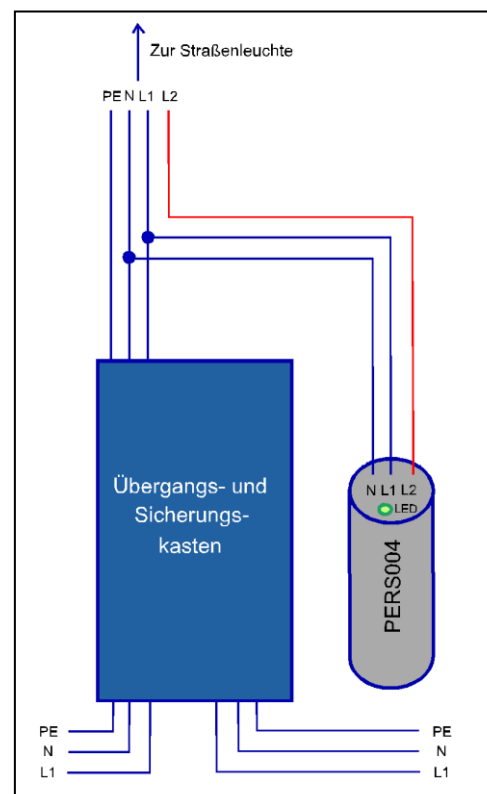 Zur Straßenleuchte
PE N L1 L2
Übergangs- und
Sicherungs-
kasten
N L1 L2
LED
PERS004
PE
N
L1
PE
N
L1